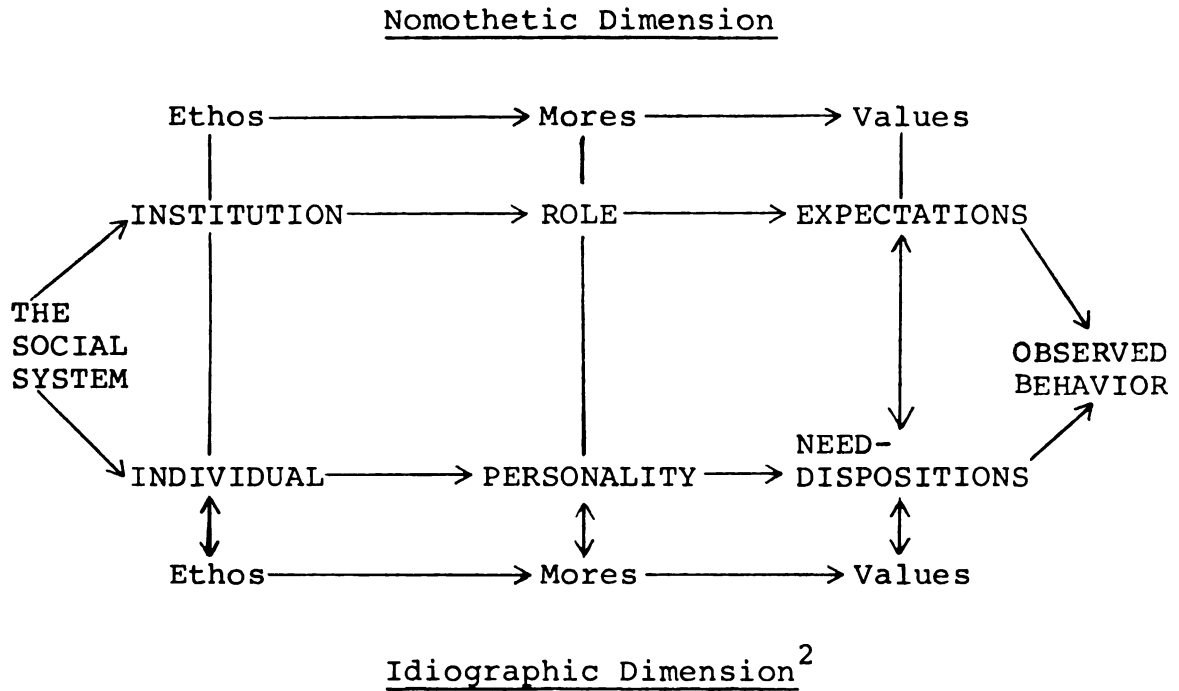 Nomothetic Dimension
Ethos Mores Values
INSTITUTION ROLE EXPECTATIONS
THE
SOCIAL
SYSTEM
OBSERVED
BEHAVIOR
NEED-
INDIVIDUAL PERSONALITY DISPOSITIONS
Ethos Mores Values
Idiographic Dimension2